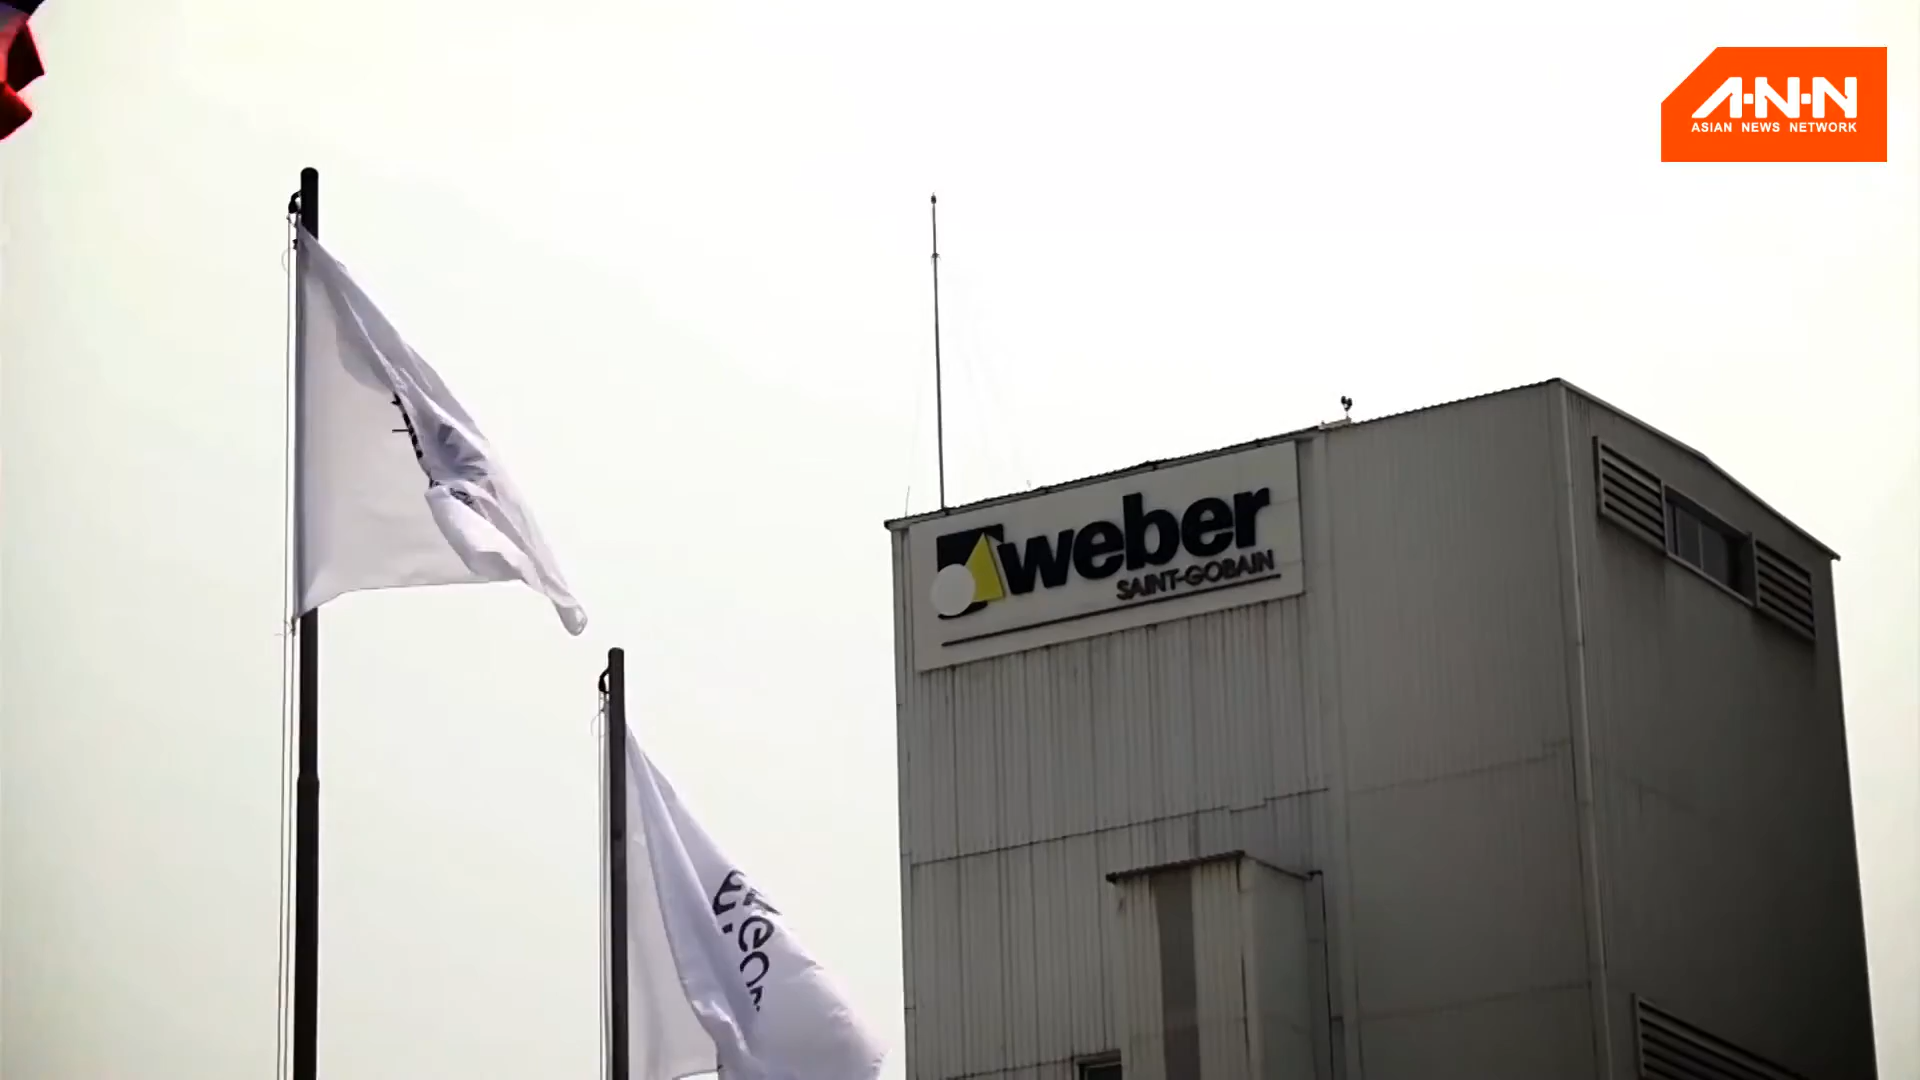 A-N-N
ASIAN NEWS NETWORK
weber
SAINT-GOBAIN